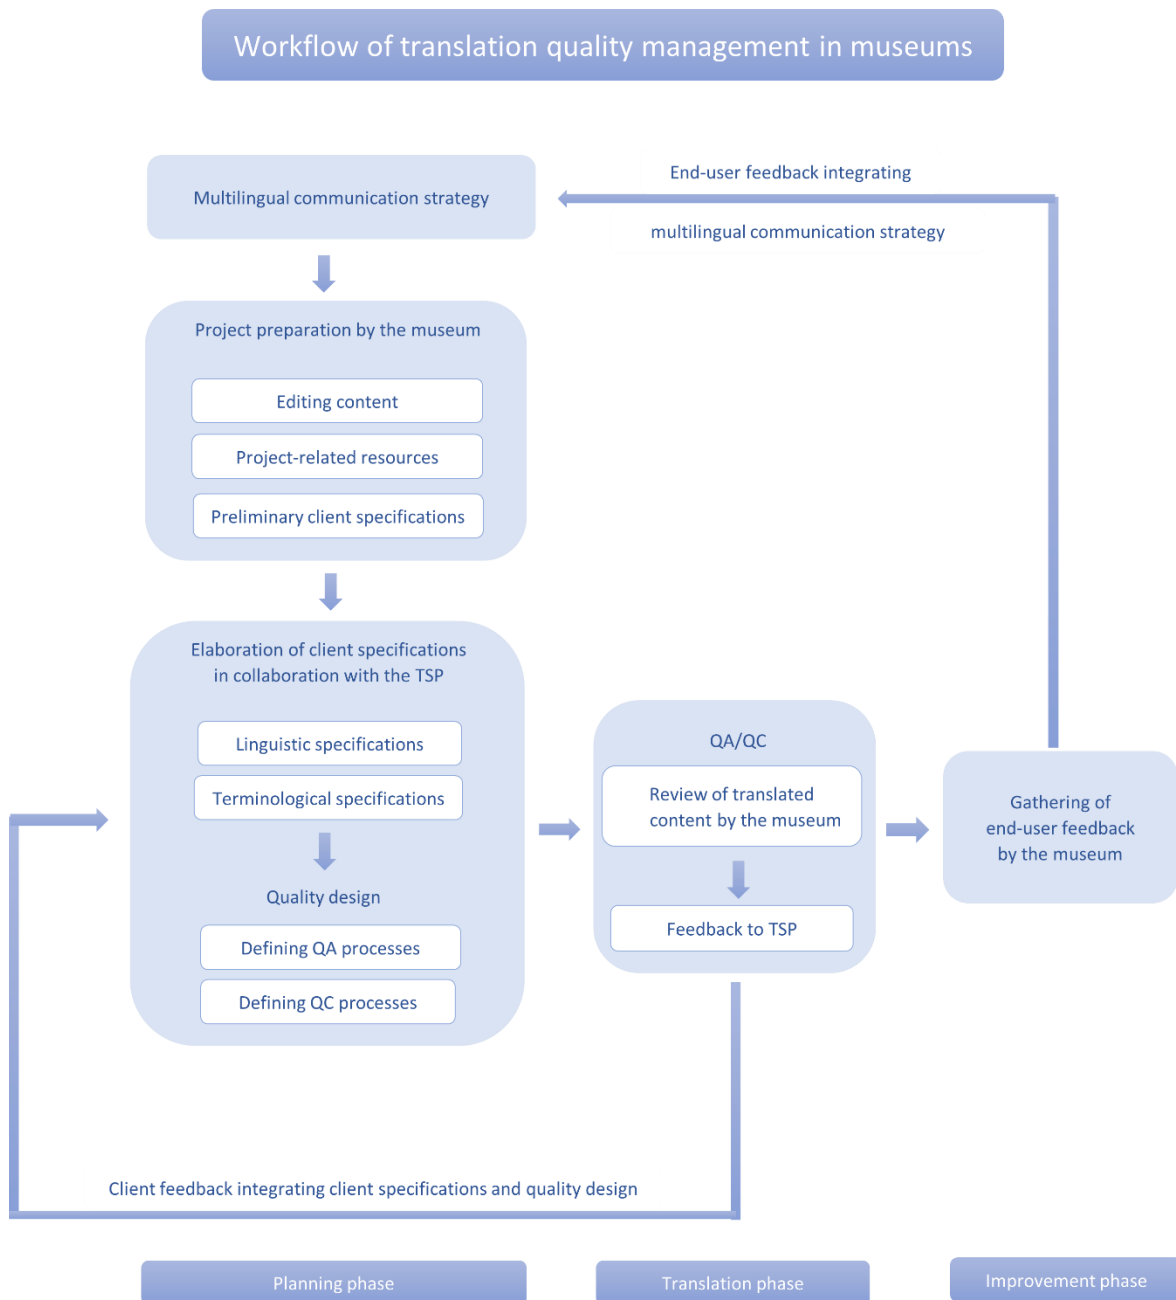 Workflow of translation quality management in museums
Multilingual communication strategy
End-user feedback integrating
multilingual communication strategy
Project preparation by the museum
Editing content
Project-related resources
Preliminary client specifications
Elaboration of client specifications
in collaboration with the TSP
Linguistic specifications
Terminological specifications
Quality design
Defining QA processes
Defining QC processes
QA/QC
Review of translated
content by the museum
Feedback to TSP
Gathering of
end-user feedback
by the museum
Client feedback integrating client specifications and quality design
Planning phase
Translation phase
Improvement phase